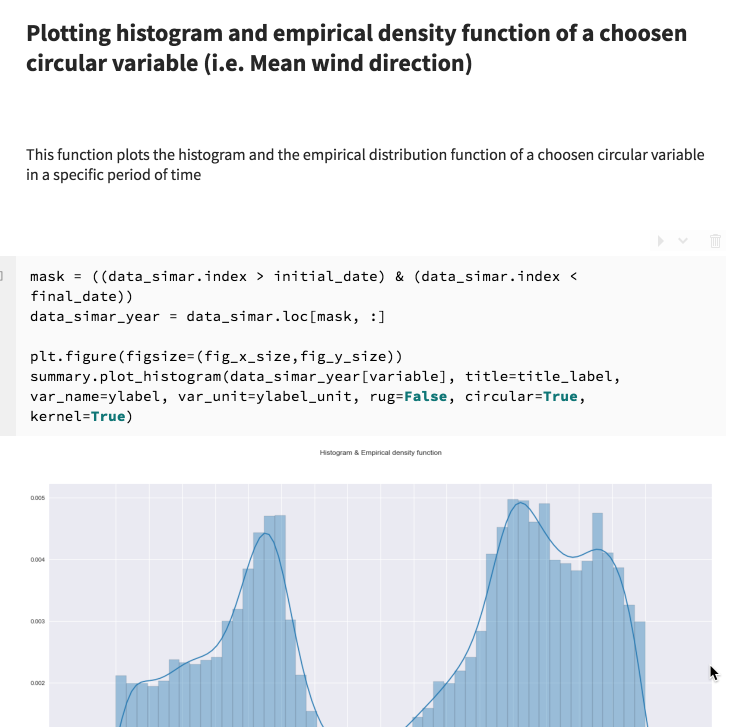 Plotting histogram and empirical density function of a choosen
circular variable (i.e. Mean wind direction)
This function plots the histogram and the empirical distribution function of a choosen circular variable
in a specific period of time
]
mask = ((data_simar.index > initial_date) & (data_simar.index <
final_date))
data_simar_year = data_simar.loc[mask, :]
plt.figure(figsize=(fig_x_size,fig_y_size))
summary.plot_histogram(data_simar_year[variable], title=title_label,
var_name=ylabel, var_unit=ylabel_unit, rug=False, circular=True,
kernel=True)
Histogram & Empirical density function
0.005
0.004
0.003
0.002